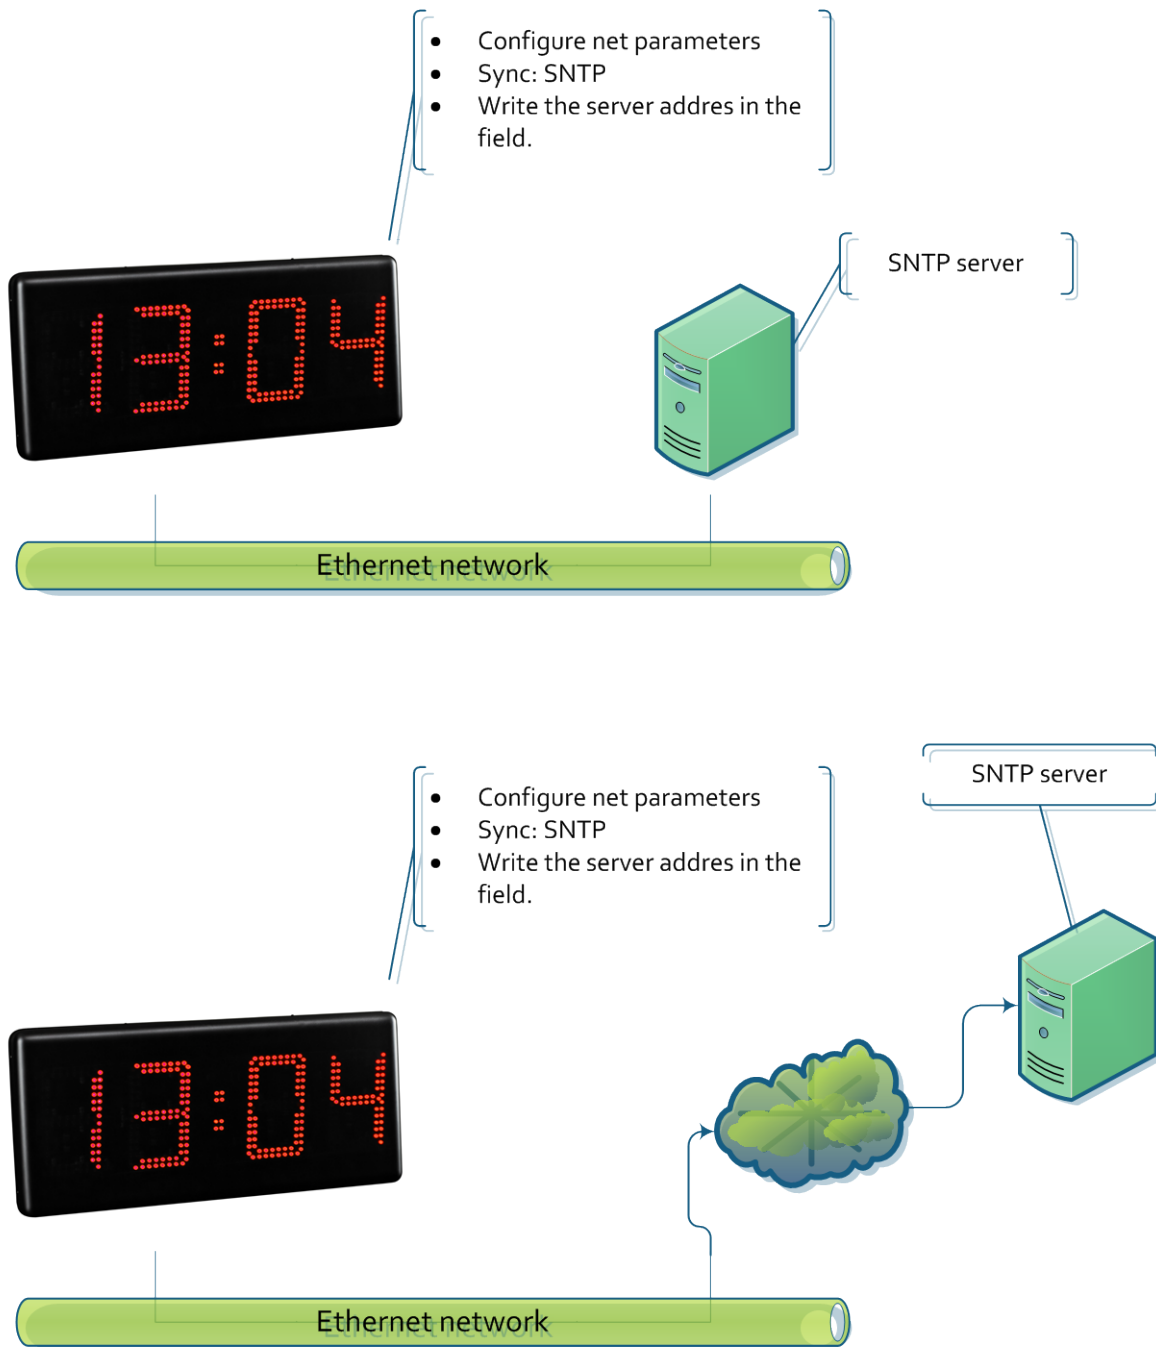 • Configure net parameters
• Sync: SNTP
• Write the server addres in the
field.
SNTP server
13:04
Ethernet network
SNTP server
• Configure net parameters
• Sync: SNTP
• Write the server addres in the
field.
13:04
Ethernet network